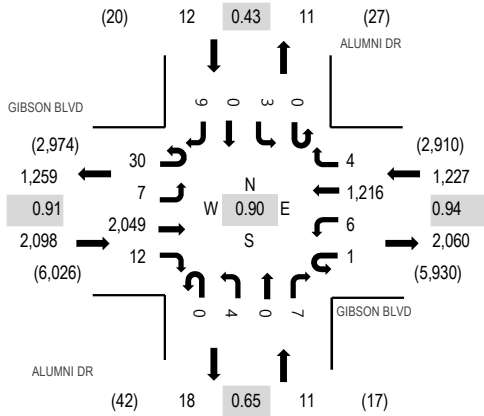 (20) 12 0.43 11 (27)
ALUMNI DR
GIBSON BLVD
9 0 3 0
(2,974) (2,910)
30 4
1,259 1,227
7 N 1,216
0.91 W 0.90 E 0.94
2,049 6
2,098 S 2,060
12 1
(6,026) (5,930)
0 4 0 7
GIBSON BLVD
ALUMNI DR
(42) 18 0.65 11 (17)